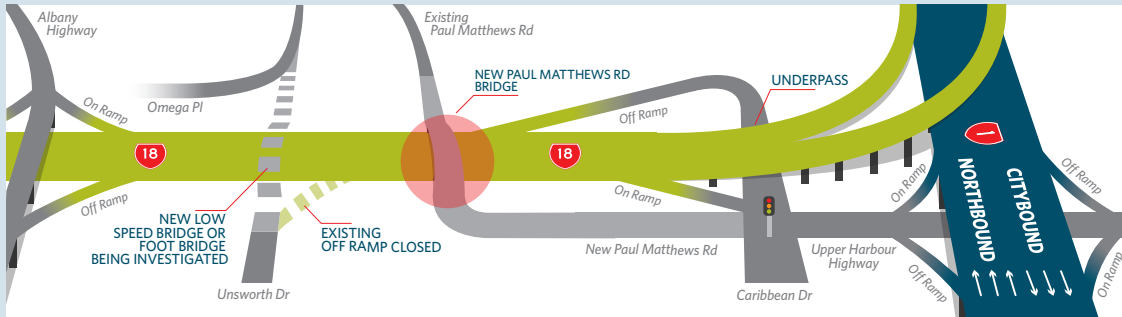 Albany
Highway
Existing
Paul Matthews Rd
NEW PAUL MATTHEWS RD
BRIDGE
UNDERPASS
On Ramp
Omega Pl
Off Ramp
18
18
1
On Ramp
Off Ramp
Off Ramp
On Ramp
NORTHBOUND
CITYBOUND
NEW LOW
SPEED BRIDGE OR
FOOT BRIDGE
BEING INVESTIGATED
EXISTING
OFF RAMP CLOSED
New Paul Matthews Rd
Upper Harbour
Highway
Off Ramp
On Ramp
Unsworth Dr
Caribbean Dr